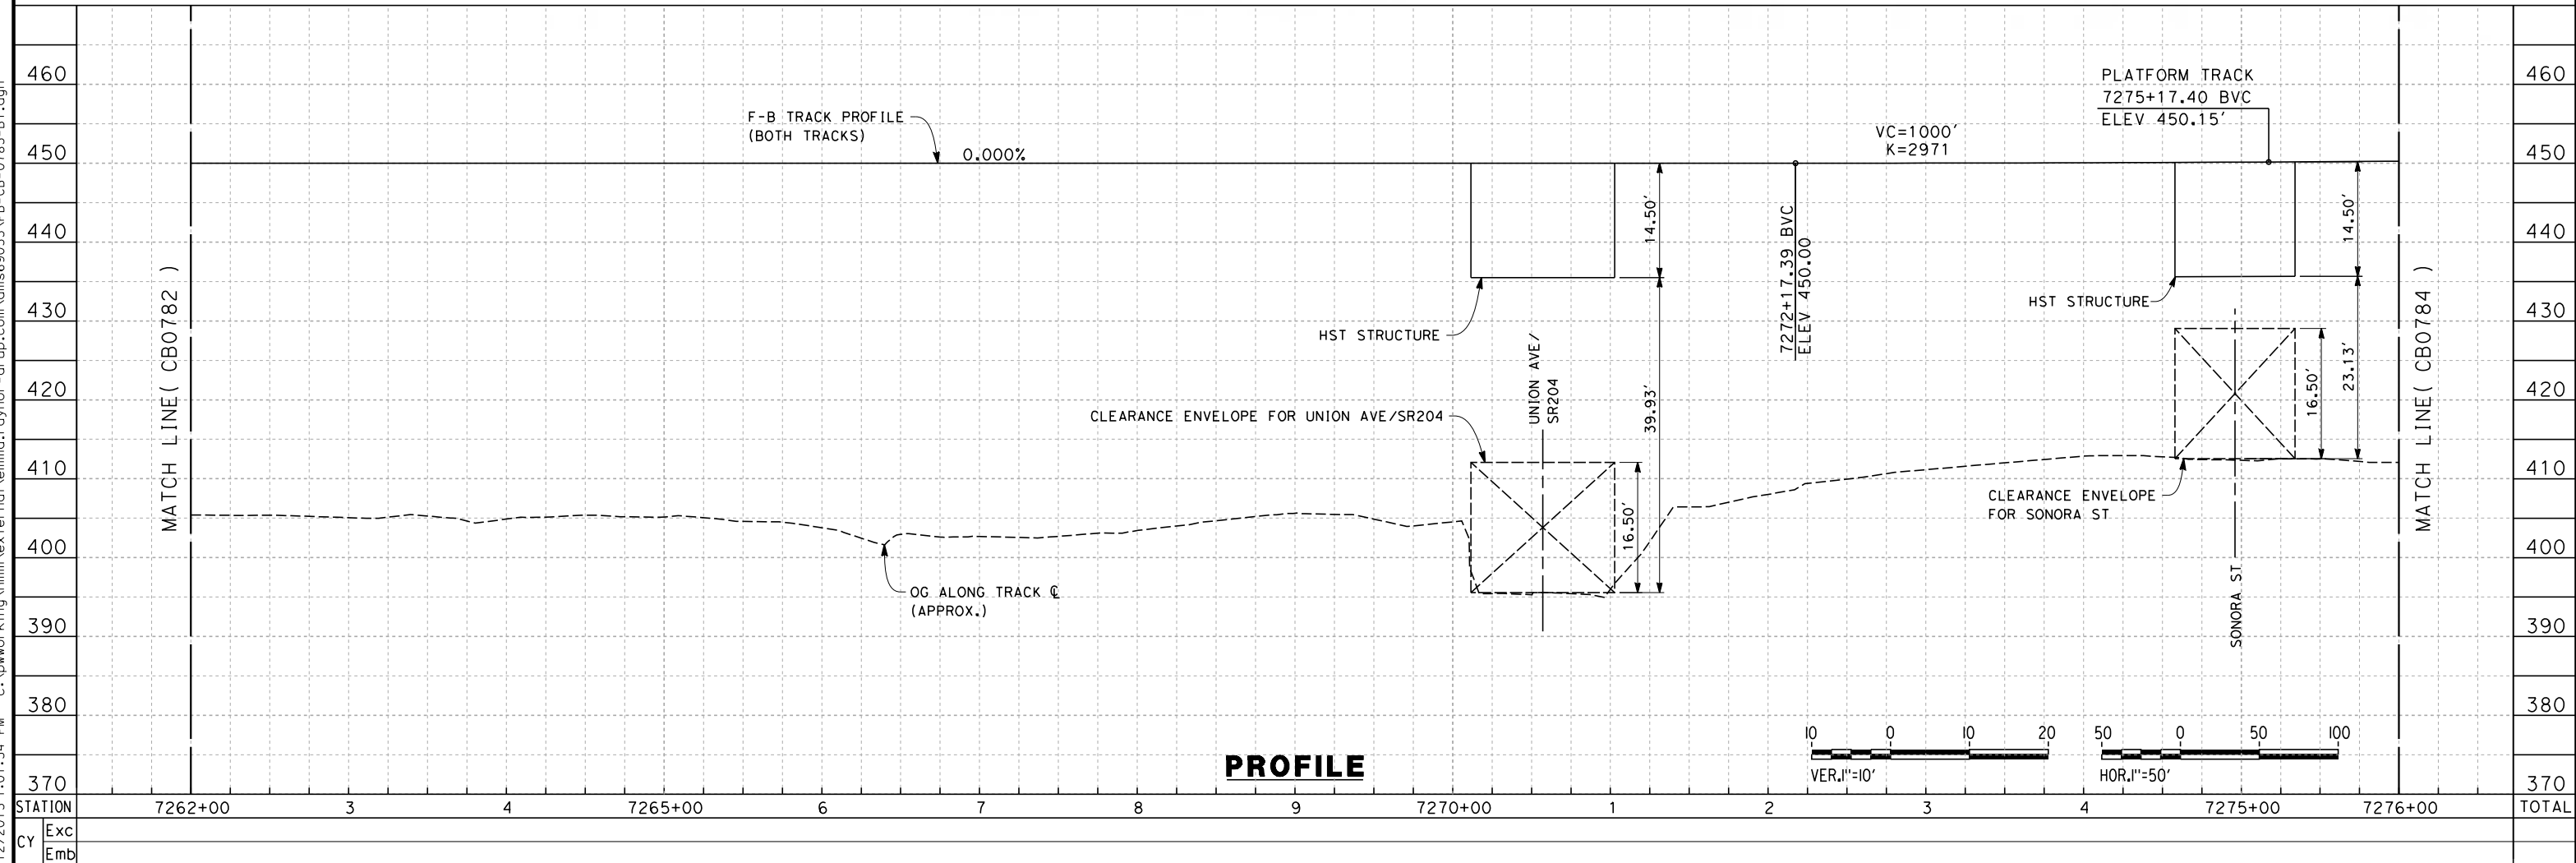 460
450
440
430
420
410
400
390
380
370
MATCH LINE( CB0782 )
F-B TRACK PROFILE
(BOTH TRACKS)
0.000%
OG ALONG TRACK ℄
(APPROX.)
HST STRUCTURE
CLEARANCE ENVELOPE FOR UNION AVE/SR204
UNION AVE/
SR204
14.50'
39.93'
16.50'
7272+17.39 BVC
ELEV 450.00
VC=1000'
K=2971
PLATFORM TRACK
7275+17.40 BVC
ELEV 450.15'
HST STRUCTURE
14.50'
23.13'
16.50'
CLEARANCE ENVELOPE
FOR SONORA ST
SONORA ST
MATCH LINE( CB0784 )
460
450
440
430
420
410
400
390
380
370
PROFILE
10 0 10 20
VER.1"=10'
50 0 50 100
HOR.1"=50'
STATION 7262+00 3 4 7265+00 6 7 8 9 7270+00 1 2 3 4 7275+00 7276+00 TOTAL
CY
Exc
Emb